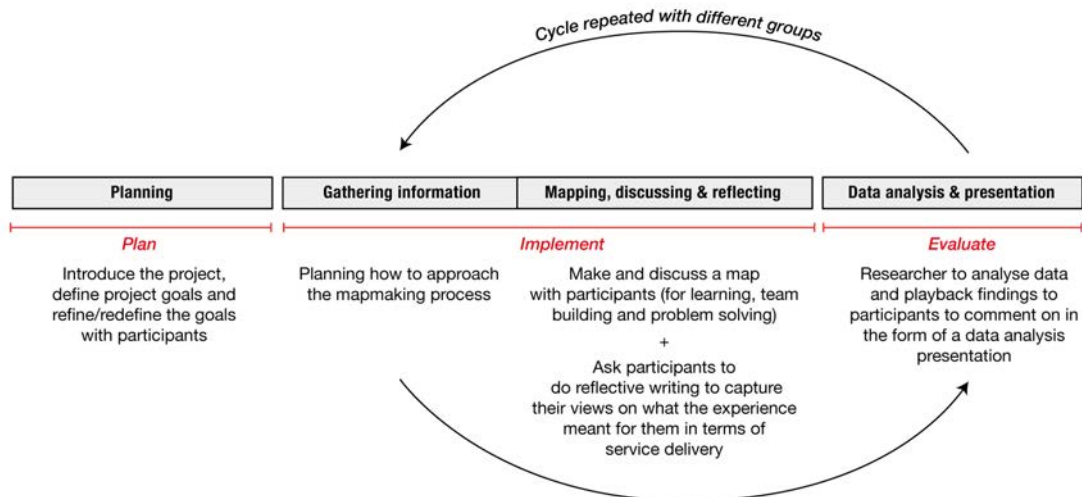 Cycle repeated with different groups
Planning
Gathering information
Mapping, discussing & reflecting
Data analysis & presentation
Plan
Implement
Evaluate
Introduce the project,
define project goals and
refine/redefine the goals
with participants
Planning how to approach
the mapmaking process
Make and discuss a map
with participants (for learning, team
building and problem solving)
+
Ask participants to
do reflective writing to capture
their views on what the experience
meant for them in terms of
service delivery
Researcher to analyse data
and playback findings to
participants to comment on in
the form of a data analysis
presentation